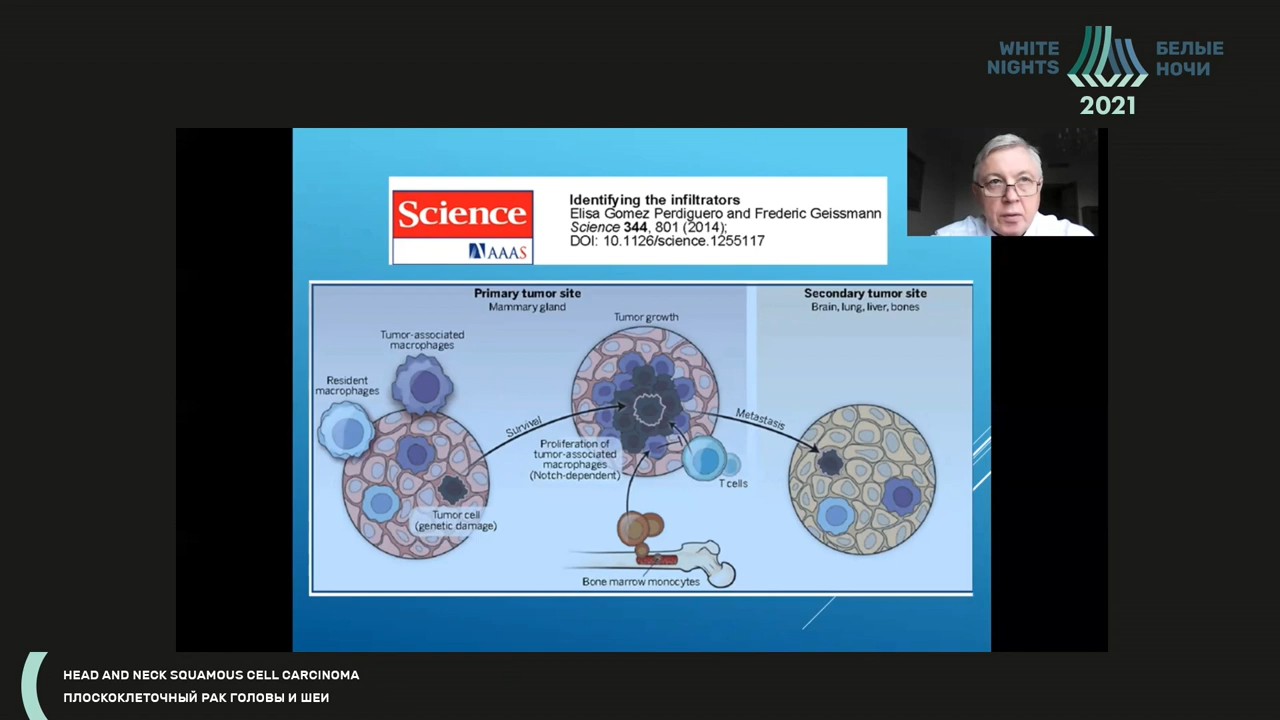 WHITE
NIGHTS
БЕЛЫЕ
НОЧИ
2021
Science
AAAS
Identifying the infiltrators
Elisa Gomez Perdiguero and Frederic Geissmann
Science 344, 801 (2014);
DOI: 10.1126/science.1255117
Primary tumor site
Mammary gland
Secondary tumor site
Brain, lung, liver, bones
Tumor growth
Tumor-associated
macrophages
Resident
macrophages
Survival
Metastasis
Proliferation of
tumor-associated
macrophages
(Notch-dependent)
T cells
Tumor cell
(genetic damage)
Bone marrow monocytes
HEAD AND NECK SQUAMOUS CELL CARCINOMA
ПЛОСКОКЛЕТОЧНЫЙ РАК ГОЛОВЫ И ШЕИ